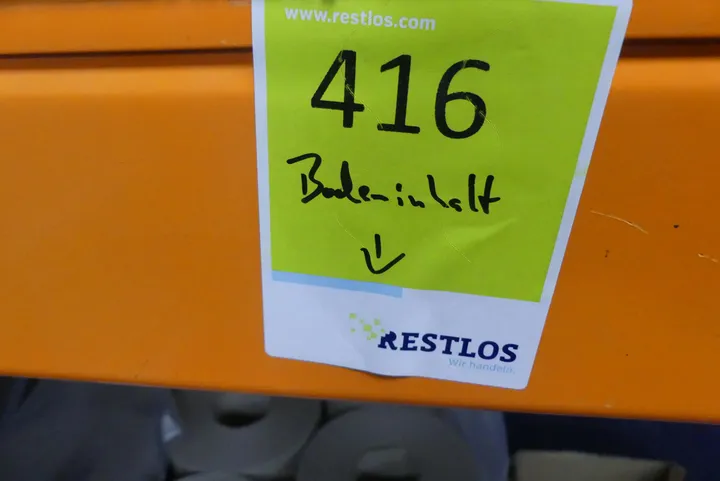 www.restlos.com
416
Bodeninhalt
RESTLOS
Wir handeln.